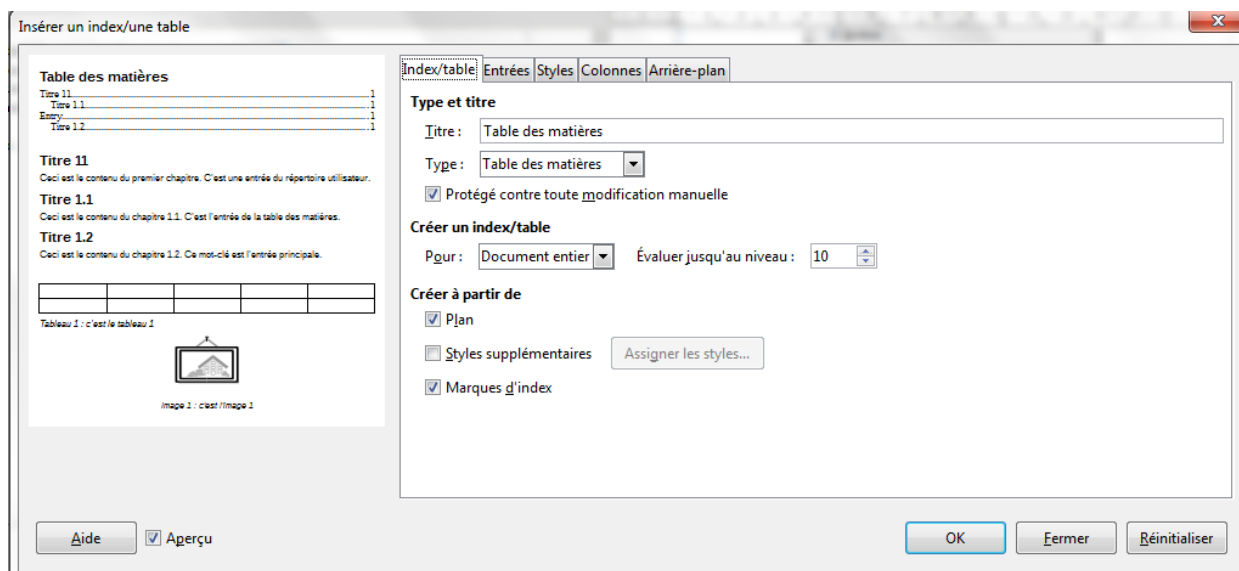 Insérer un index/une table
Table des matières
Titre 11 1
Titre 1.1 1
Entry 1
Titre 1.2 1
Titre 11
Ceci est le contenu du premier chapitre. C'est une entrée du répertoire utilisateur.
Titre 1.1
Ceci est le contenu du chapitre 1.1. C'est l'entrée de la table des matières.
Titre 1.2
Ceci est le contenu du chapitre 1.2. Ce mot-clé est l'entrée principale.
Tableau 1 : c'est le tableau 1
Image 1 : c'est l'image 1
Index/table Entrées Styles Colonnes Arrière-plan
Type et titre
Titre : Table des matières
Type : Table des matières
Protégé contre toute modification manuelle
Créer un index/table
Pour : Document entier Évaluer jusqu'au niveau : 10
Créer à partir de
Plan
Styles supplémentaires Assigner les styles...
Marques d'index
Aide Aperçu OK Fermer Réinitialiser